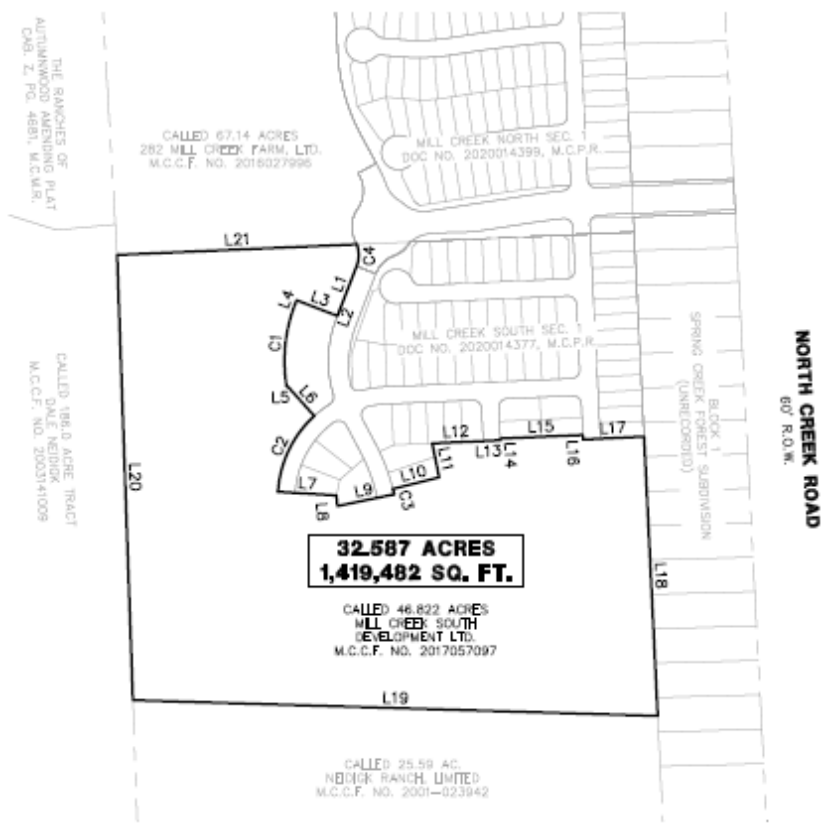 THE RANCHES OF
AUTUMNWOOD AMENDING PLAT
CAB. Z, PG. 4681, M.C.M.R.
CALLED 67.14 ACRES
282 MILL CREEK FARM, LTD.
M.C.C.F. NO. 2016027996
MILL CREEK NORTH SEC. 1
DOC NO. 2020014399, M.C.P.R.
L21
C4
L1
L2
L3
L4
C1
L5
L6
C2
MILL CREEK SOUTH SEC. 1
DOC NO. 2020014377, M.C.P.R.
BLOCK 1
SPRING CREEK FOREST SUBDIVISION
(UNRECORDED)
NORTH CREEK ROAD
60' R.O.W.
CALLED 188.0 ACRE TRACT
DALE NEIDICK
M.C.C.F. NO. 2003141009
L7
L8
L9
C3
L10
L11
L12
L13
L14
L15
L16
L17
L20
L18
32.587 ACRES
1,419,482 SQ. FT.
CALLED 46.822 ACRES
MILL CREEK SOUTH
DEVELOPMENT LTD.
M.C.C.F. NO. 2017057097
L19
CALLED 25.59 AC.
NEIDICK RANCH, LIMITED
M.C.C.F. NO. 2001-023942